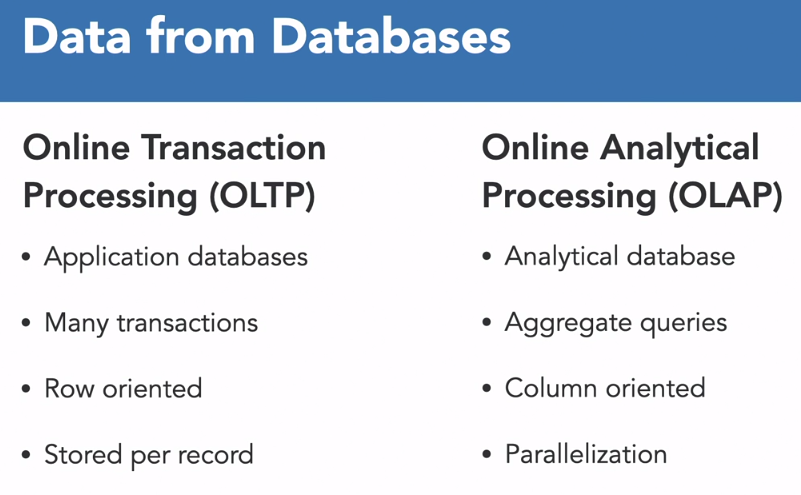 Data from Databases
Online Transaction
Processing (OLTP)
• Application databases
• Many transactions
• Row oriented
• Stored per record
Online Analytical
Processing (OLAP)
• Analytical database
• Aggregate queries
• Column oriented
• Parallelization